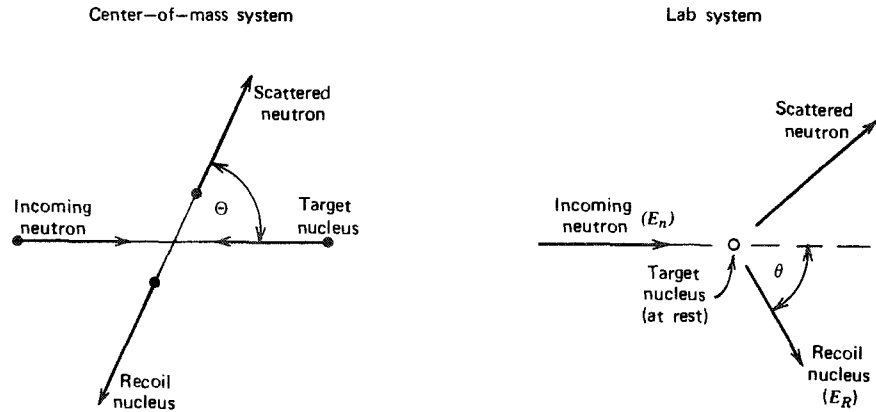 Center-of-mass system
Scattered
neutron
Θ
Incoming
neutron
Target
nucleus
Recoil
nucleus
Lab system
Scattered
neutron
Incoming
neutron (E_n)
Target
nucleus
(at rest)
θ
Recoil
nucleus
(E_R)